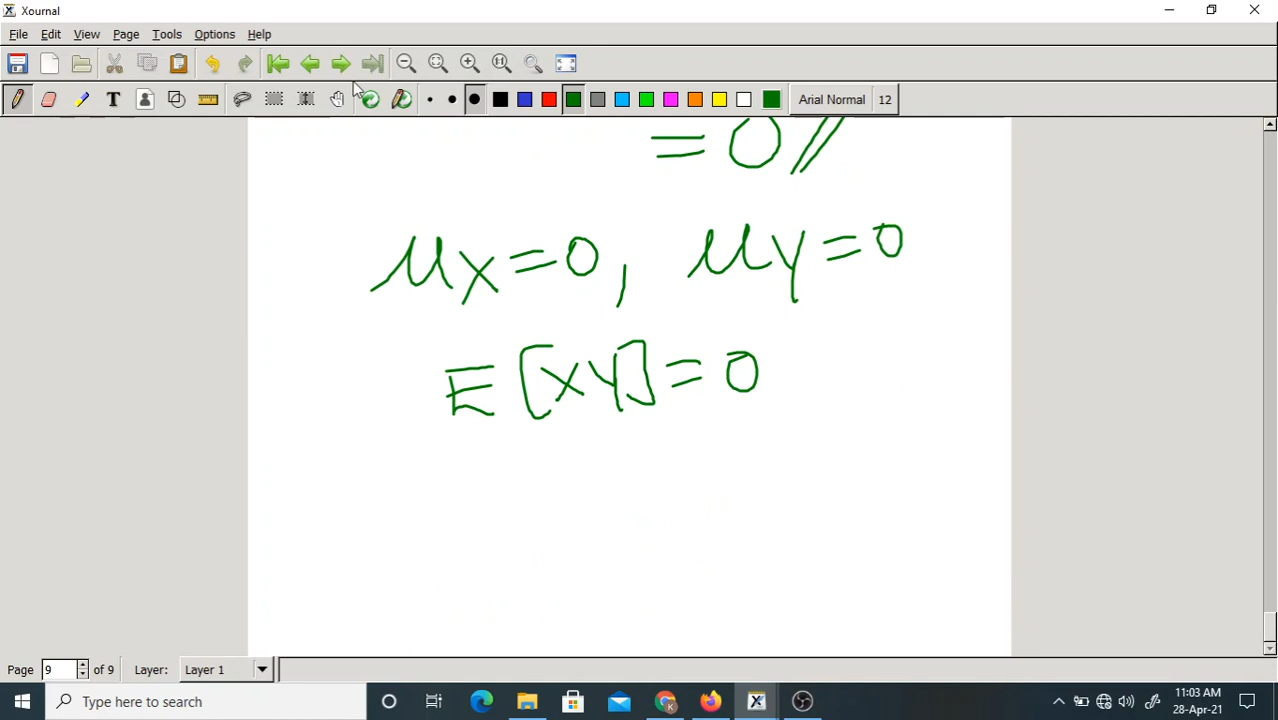 Xournal
File Edit View Page Tools Options Help
Arial Normal 12
= 0//
μx = 0, μy = 0
E[XY] = 0
Page 9 of 9 Layer: Layer 1
Type here to search
11:03 AM
28-Apr-21